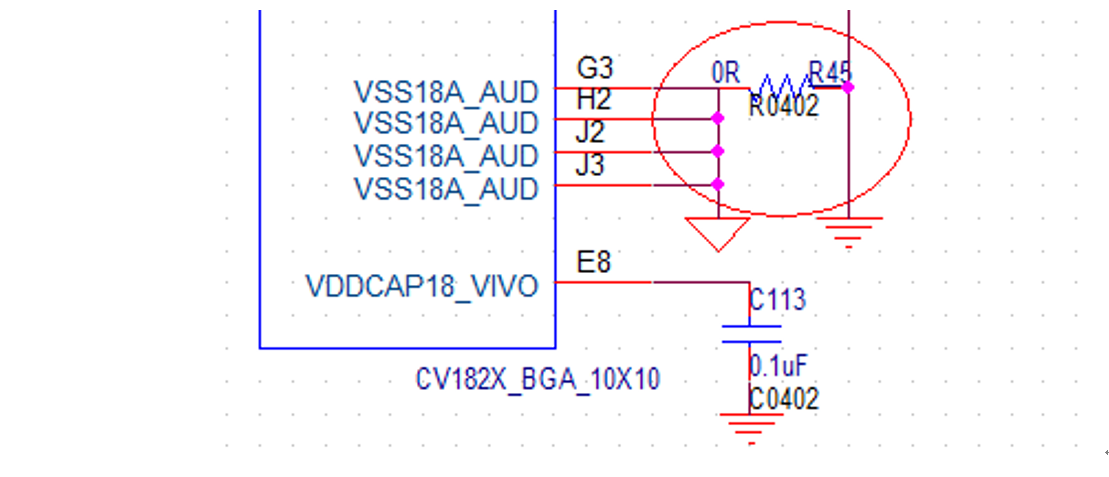 G3
0R
R45
VSS18A_AUD
R0402
H2
VSS18A_AUD
J2
VSS18A_AUD
J3
VSS18A_AUD
E8
VDDCAP18_VIVO
C113
0.1uF
CV182X_BGA_10X10
C0402